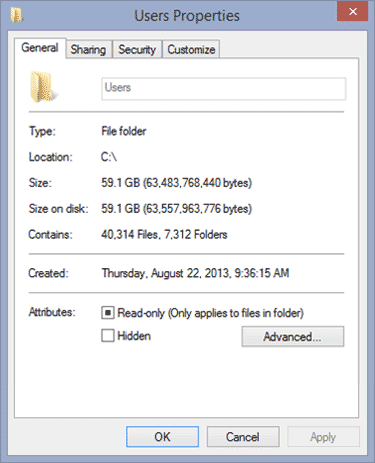 Users Properties
General Sharing Security Customize
Users
Type: File folder
Location: C:\
Size: 59.1 GB (63,483,768,440 bytes)
Size on disk: 59.1 GB (63,557,963,776 bytes)
Contains: 40,314 Files, 7,312 Folders
Created: Thursday, August 22, 2013, 9:36:15 AM
Attributes: Read-only (Only applies to files in folder)
Hidden Advanced...
OK Cancel Apply